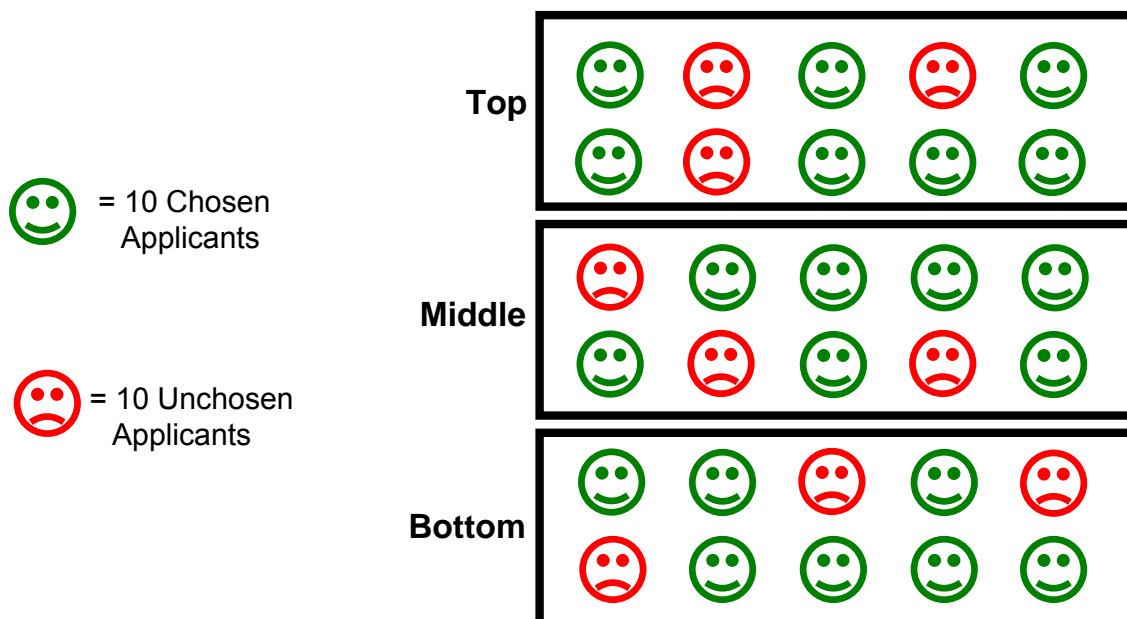 Top
= 10 Chosen
Applicants
Middle
= 10 Unchosen
Applicants
Bottom